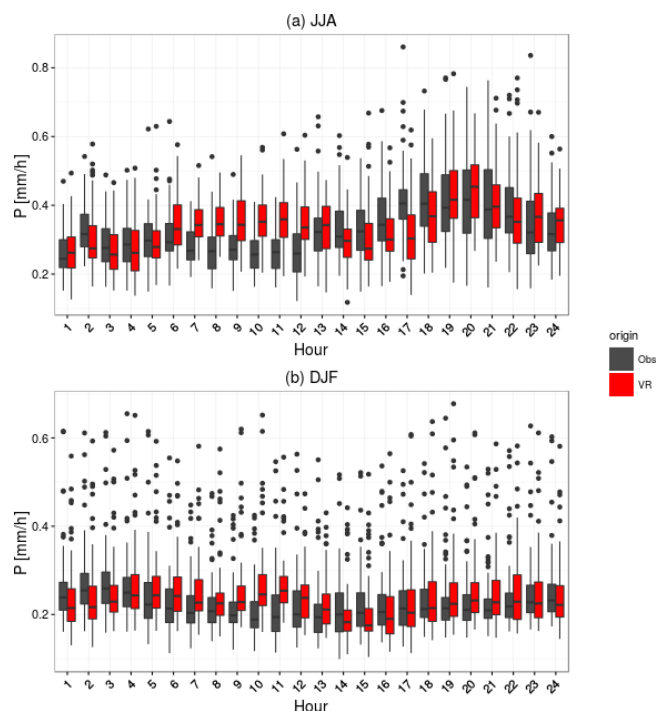 (a) JJA
0.8
0.6
0.4
0.2
P [mm/h]
1 2 3 4 5 6 7 8 9 10 11 12 13 14 15 16 17 18 19 20 21 22 23 24
Hour
origin
Obs
VR
(b) DJF
0.6
0.4
0.2
P [mm/h]
1 2 3 4 5 6 7 8 9 10 11 12 13 14 15 16 17 18 19 20 21 22 23 24
Hour